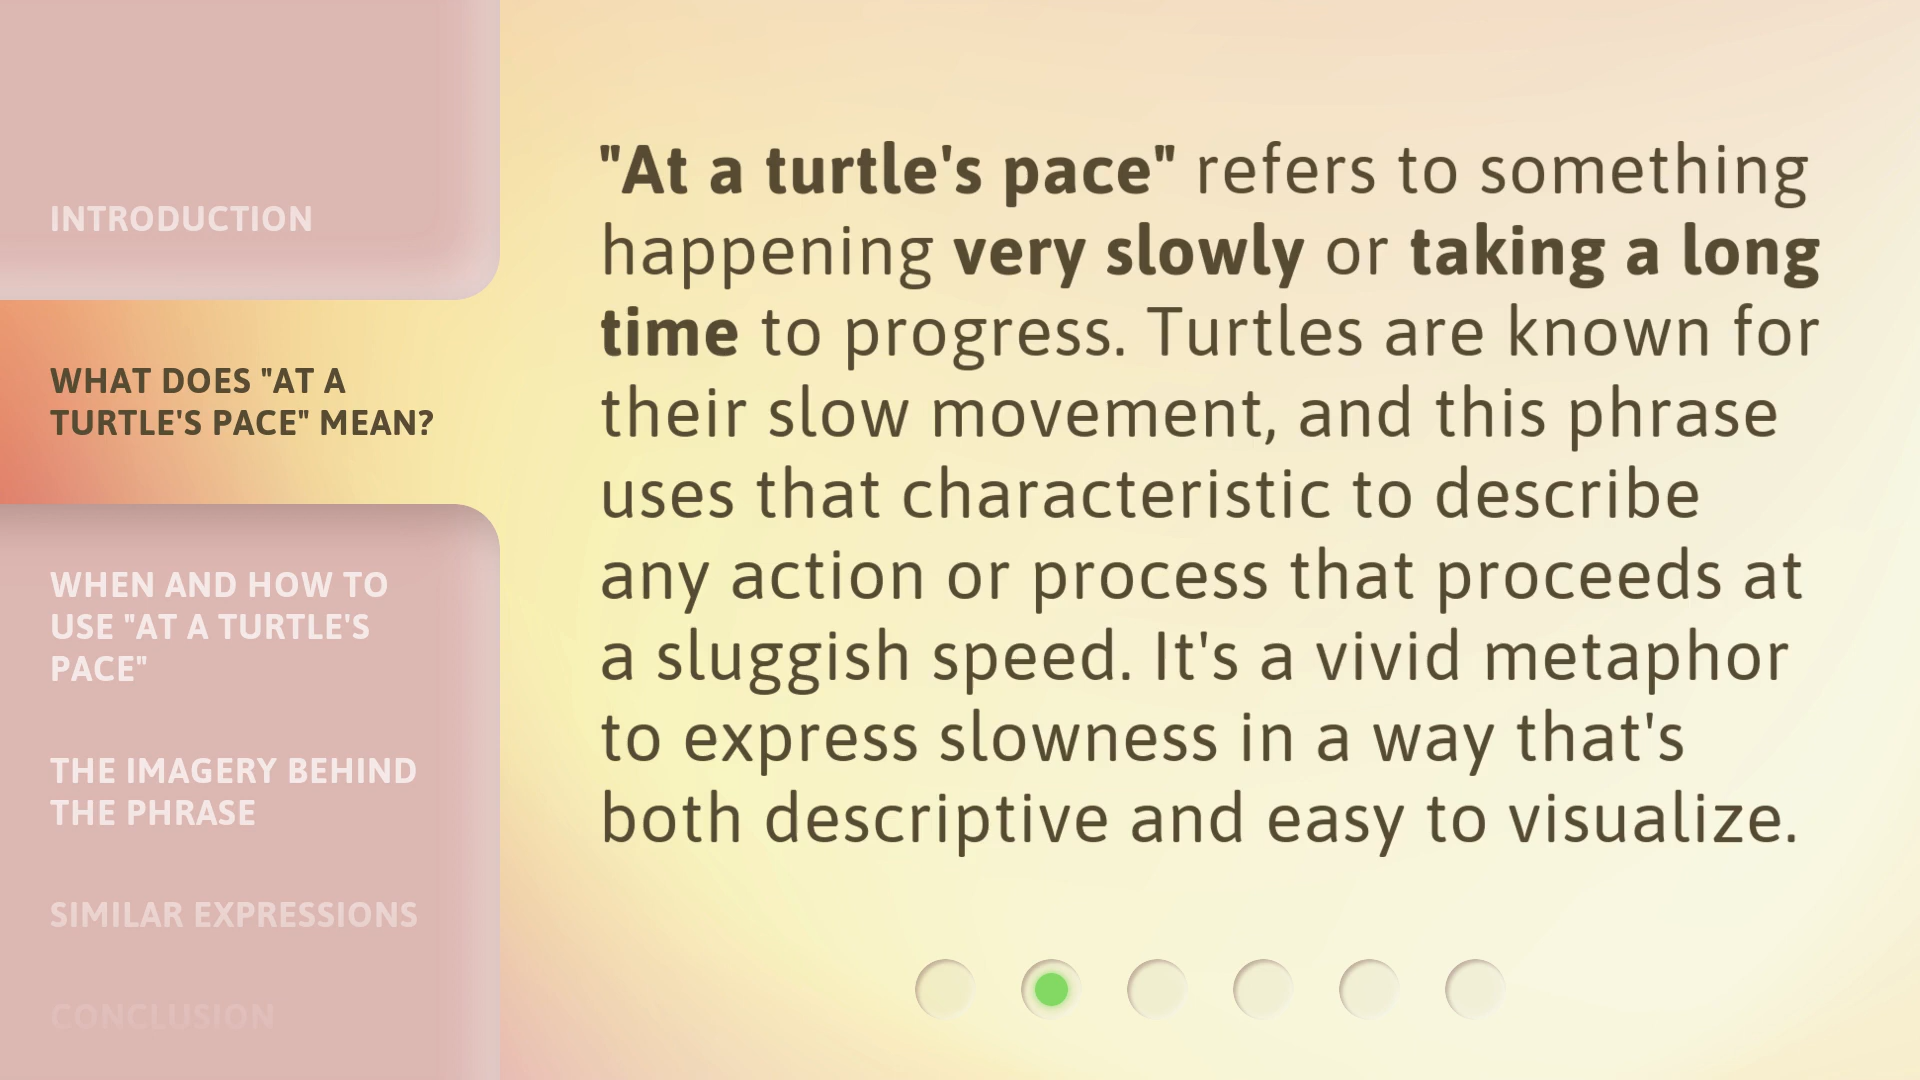 INTRODUCTION
WHAT DOES "AT A
TURTLE'S PACE" MEAN?
WHEN AND HOW TO
USE "AT A TURTLE'S
PACE"
THE IMAGERY BEHIND
THE PHRASE
SIMILAR EXPRESSIONS
CONCLUSION
"At a turtle's pace" refers to something
happening very slowly or taking a long
time to progress. Turtles are known for
their slow movement, and this phrase
uses that characteristic to describe
any action or process that proceeds at
a sluggish speed. It's a vivid metaphor
to express slowness in a way that's
both descriptive and easy to visualize.